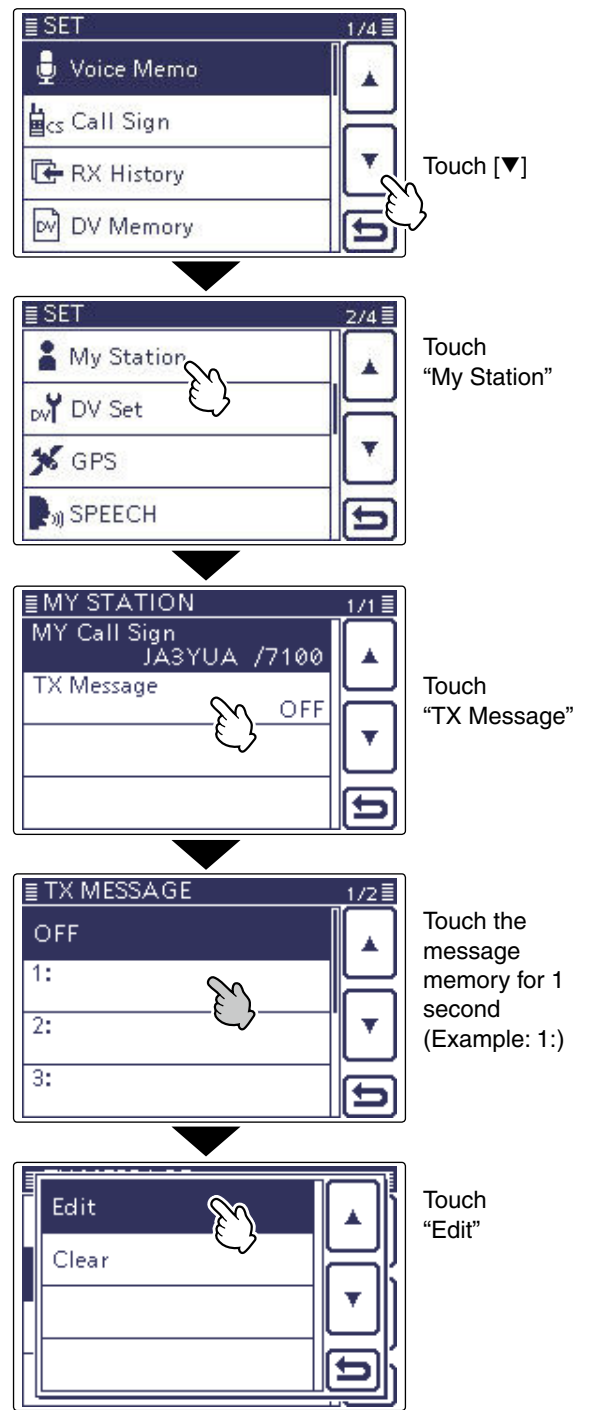 SET 1/4
Voice Memo
CS Call Sign
RX History
DV DV Memory
Touch [▼]
SET 2/4
My Station
DV DV Set
GPS
SPEECH
Touch
“My Station”
MY STATION 1/1
MY Call Sign
JA3YUA /7100
TX Message
OFF
Touch
“TX Message”
TX MESSAGE 1/2
OFF
1:
2:
3:
Touch the
message
memory for 1
second
(Example: 1:)
Edit
Clear
Touch
“Edit”